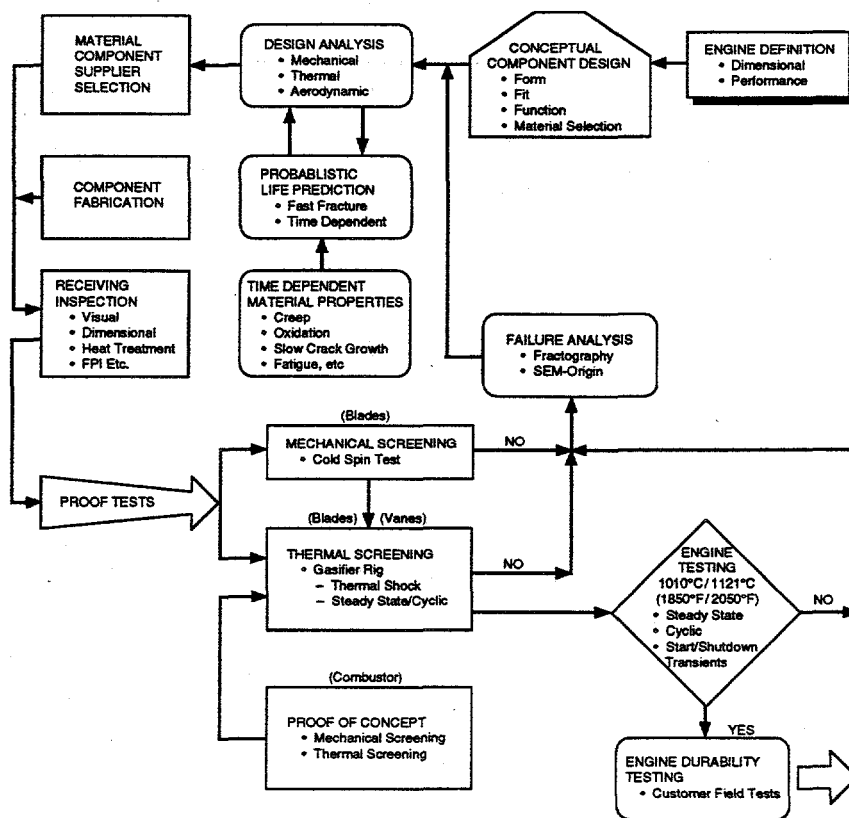 MATERIAL
COMPONENT
SUPPLIER
SELECTION
DESIGN ANALYSIS
• Mechanical
• Thermal
• Aerodynamic
CONCEPTUAL
COMPONENT DESIGN
• Form
• Fit
• Function
• Material Selection
ENGINE DEFINITION
• Dimensional
• Performance
COMPONENT
FABRICATION
PROBABLISTIC
LIFE PREDICTION
• Fast Fracture
• Time Dependent
RECEIVING
INSPECTION
• Visual
• Dimensional
• Heat Treatment
• FPI Etc.
TIME DEPENDENT
MATERIAL PROPERTIES
• Creep
• Oxidation
• Slow Crack Growth
• Fatigue, etc
FAILURE ANALYSIS
• Fractography
• SEM-Origin
(Blades)
MECHANICAL SCREENING
• Cold Spin Test
NO
PROOF TESTS
(Blades) (Vanes)
THERMAL SCREENING
• Gasifier Rig
– Thermal Shock
– Steady State/Cyclic
NO
ENGINE
TESTING
1010°C / 1121°C
(1850°F / 2050°F)
• Steady State
• Cyclic
• Start/Shutdown
Transients
NO
(Combustor)
PROOF OF CONCEPT
• Mechanical Screening
• Thermal Screening
YES
ENGINE DURABILITY
TESTING
• Customer Field Tests